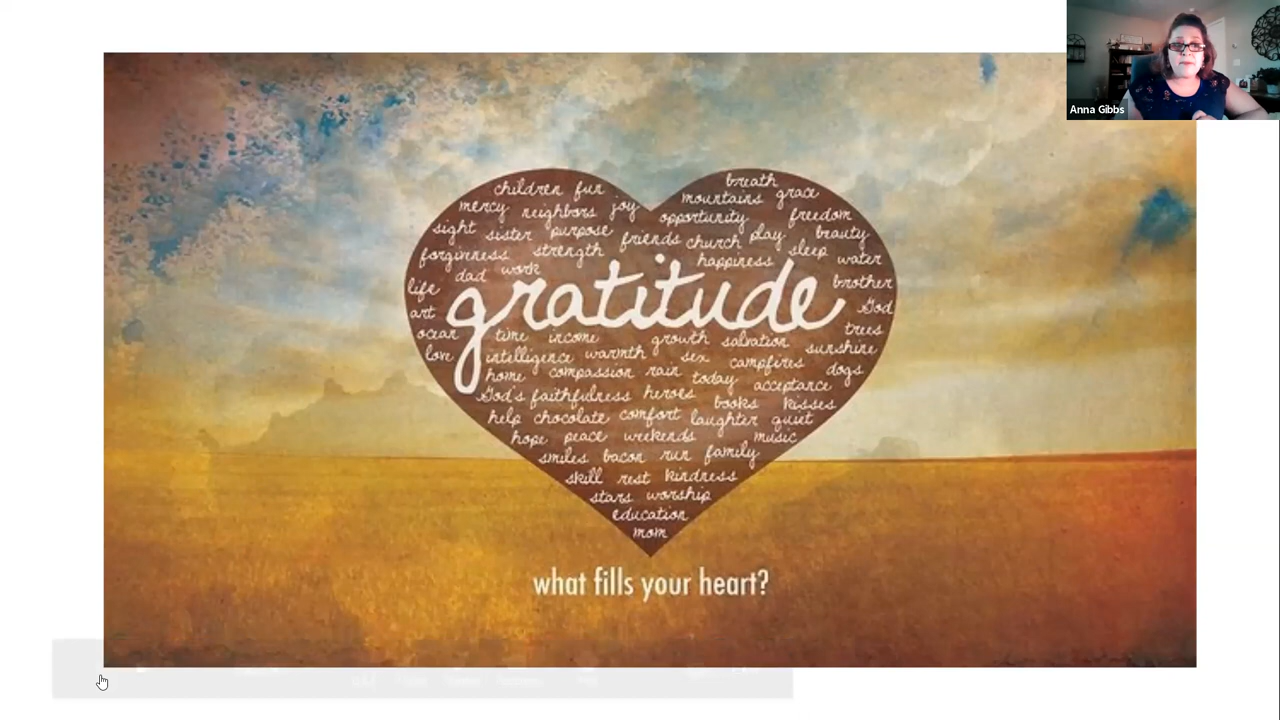 Anna Gibbs
children fun
breath
mercy neighbors joy
mountains grace
sight sister purpose
opportunity freedom
forgiveness strength friends church play beauty
dad work happiness sleep water
life gratitude brother
art God
ocean time income growth salvation trees
love intelligence warmth sex campfires sunshine
home compassion rain today acceptance dogs
God's faithfulness heroes books kisses
help chocolate comfort laughter quiet
hope peace weekends music
smiles bacon run family
skill rest kindness
stars worship
education
mom
what fills your heart?